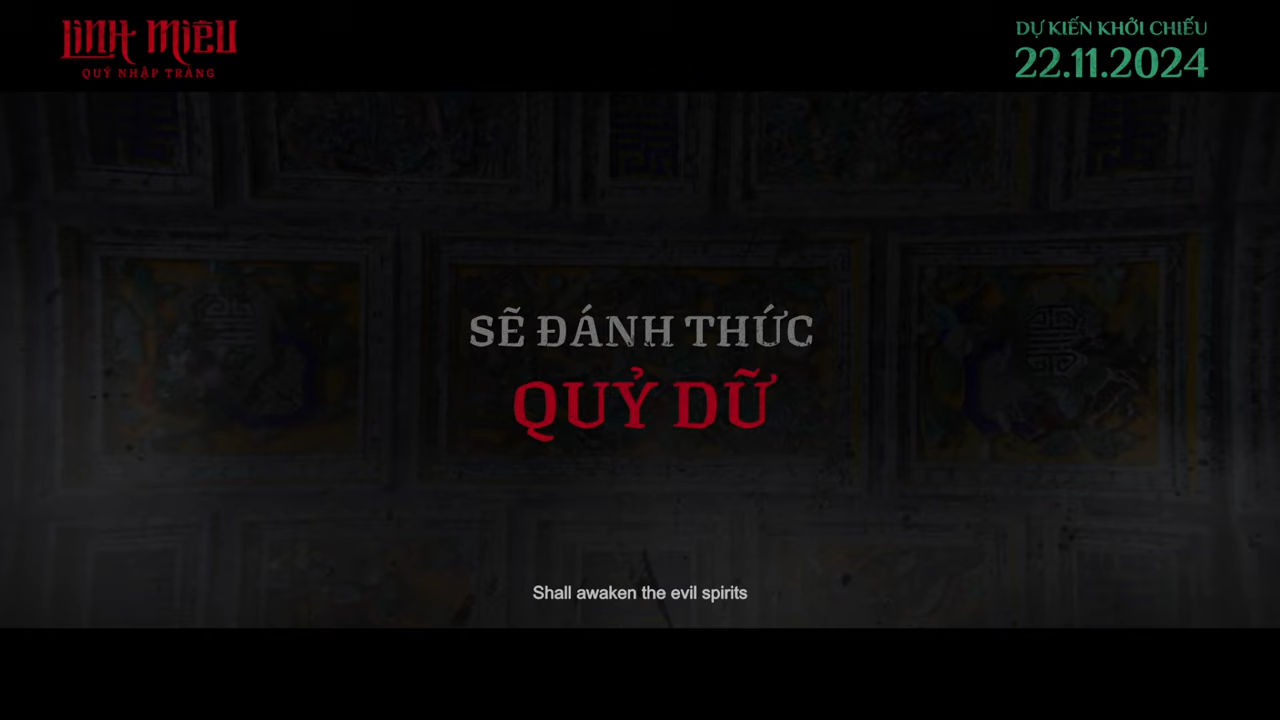 Linh Miêu
QUỶ NHẬP TRÀNG
DỰ KIẾN KHỞI CHIẾU
22.11.2024
SẼ ĐÁNH THỨC
QUỶ DỮ
Shall awaken the evil spirits